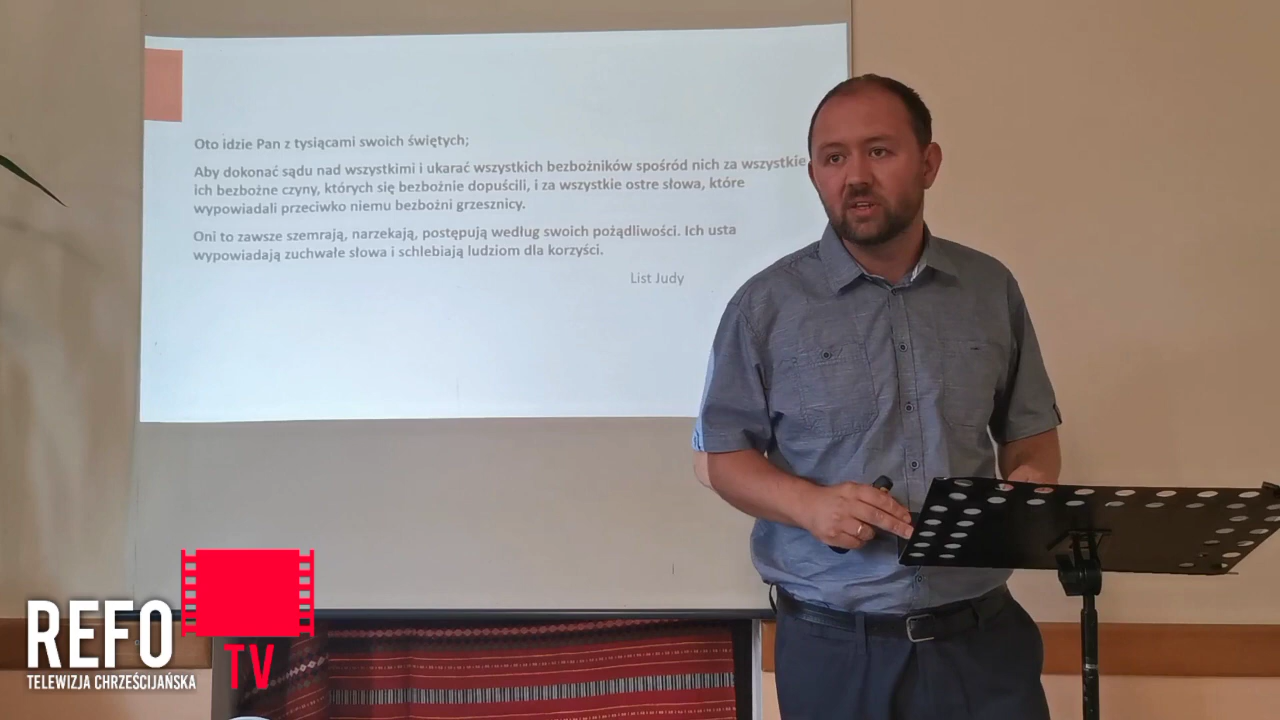 Oto idzie Pan z tysiącami swoich świętych;
Aby dokonać sądu nad wszystkimi i ukarać wszystkich bezbożników spośród nich za wszystkie
ich bezbożne czyny, których się bezbożnie dopuścili, i za wszystkie ostre słowa, które
wypowiadali przeciwko niemu bezbożni grzesznicy.
Oni to zawsze szemrają, narzekają, postępują według swoich pożądliwości. Ich usta
wypowiadają zuchwałe słowa i schlebiają ludziom dla korzyści.
List Judy
REFO
TV
TELEWIZJA CHRZEŚCIJAŃSKA